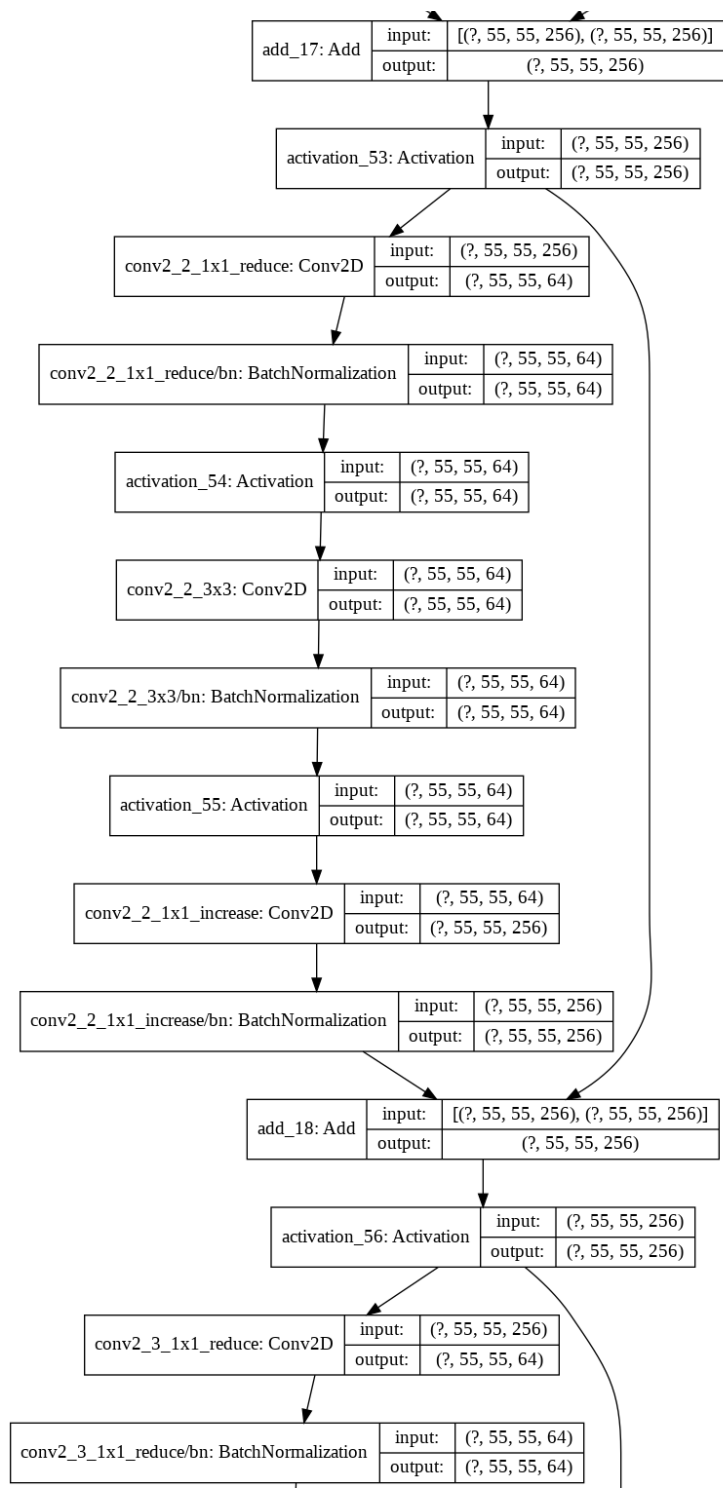 add_17: Add
input: [(?, 55, 55, 256), (?, 55, 55, 256)]
output: (?, 55, 55, 256)
activation_53: Activation
input: (?, 55, 55, 256)
output: (?, 55, 55, 256)
conv2_2_1x1_reduce: Conv2D
input: (?, 55, 55, 256)
output: (?, 55, 55, 64)
conv2_2_1x1_reduce/bn: BatchNormalization
input: (?, 55, 55, 64)
output: (?, 55, 55, 64)
activation_54: Activation
input: (?, 55, 55, 64)
output: (?, 55, 55, 64)
conv2_2_3x3: Conv2D
input: (?, 55, 55, 64)
output: (?, 55, 55, 64)
conv2_2_3x3/bn: BatchNormalization
input: (?, 55, 55, 64)
output: (?, 55, 55, 64)
activation_55: Activation
input: (?, 55, 55, 64)
output: (?, 55, 55, 64)
conv2_2_1x1_increase: Conv2D
input: (?, 55, 55, 64)
output: (?, 55, 55, 256)
conv2_2_1x1_increase/bn: BatchNormalization
input: (?, 55, 55, 256)
output: (?, 55, 55, 256)
add_18: Add
input: [(?, 55, 55, 256), (?, 55, 55, 256)]
output: (?, 55, 55, 256)
activation_56: Activation
input: (?, 55, 55, 256)
output: (?, 55, 55, 256)
conv2_3_1x1_reduce: Conv2D
input: (?, 55, 55, 256)
output: (?, 55, 55, 64)
conv2_3_1x1_reduce/bn: BatchNormalization
input: (?, 55, 55, 64)
output: (?, 55, 55, 64)